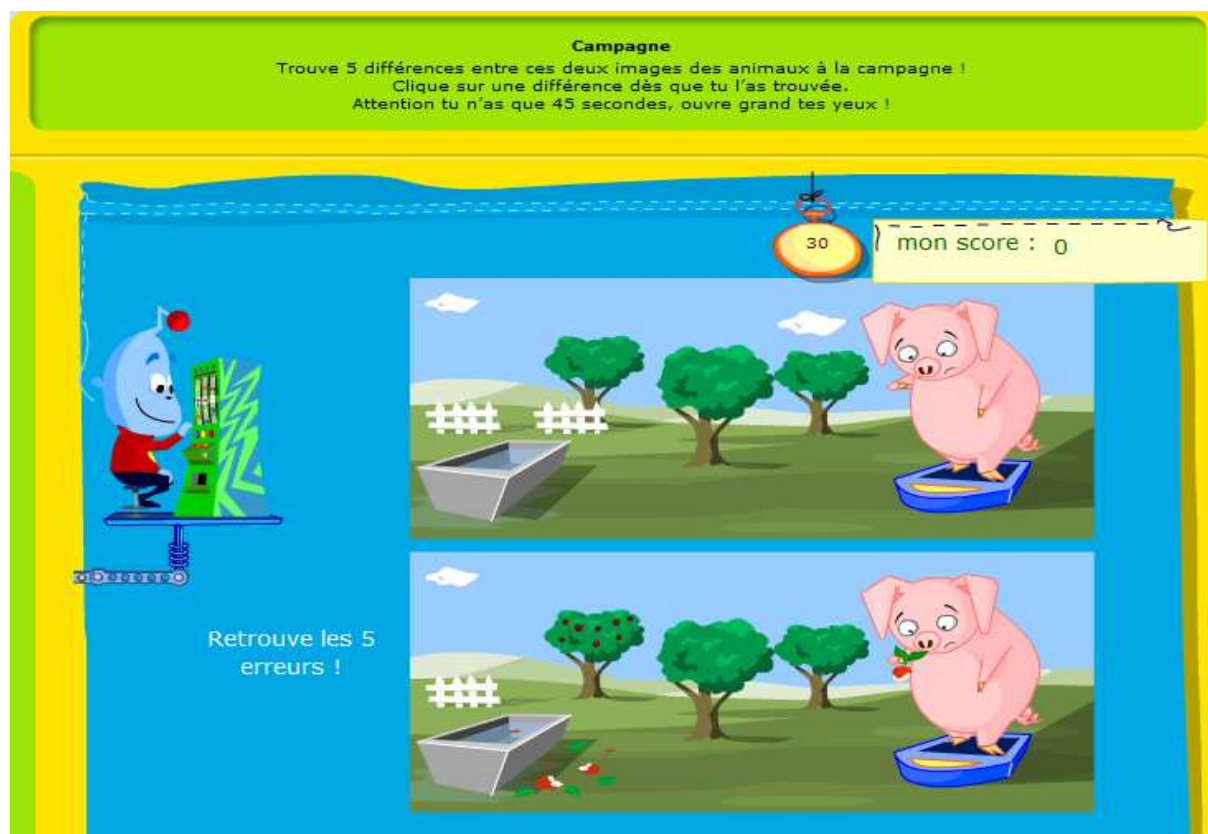 Campagne
Trouve 5 différences entre ces deux images des animaux à la campagne !
Clique sur une différence dès que tu l'as trouvée.
Attention tu n'as que 45 secondes, ouvre grand tes yeux !
30
mon score : 0
Retrouve les 5
erreurs !